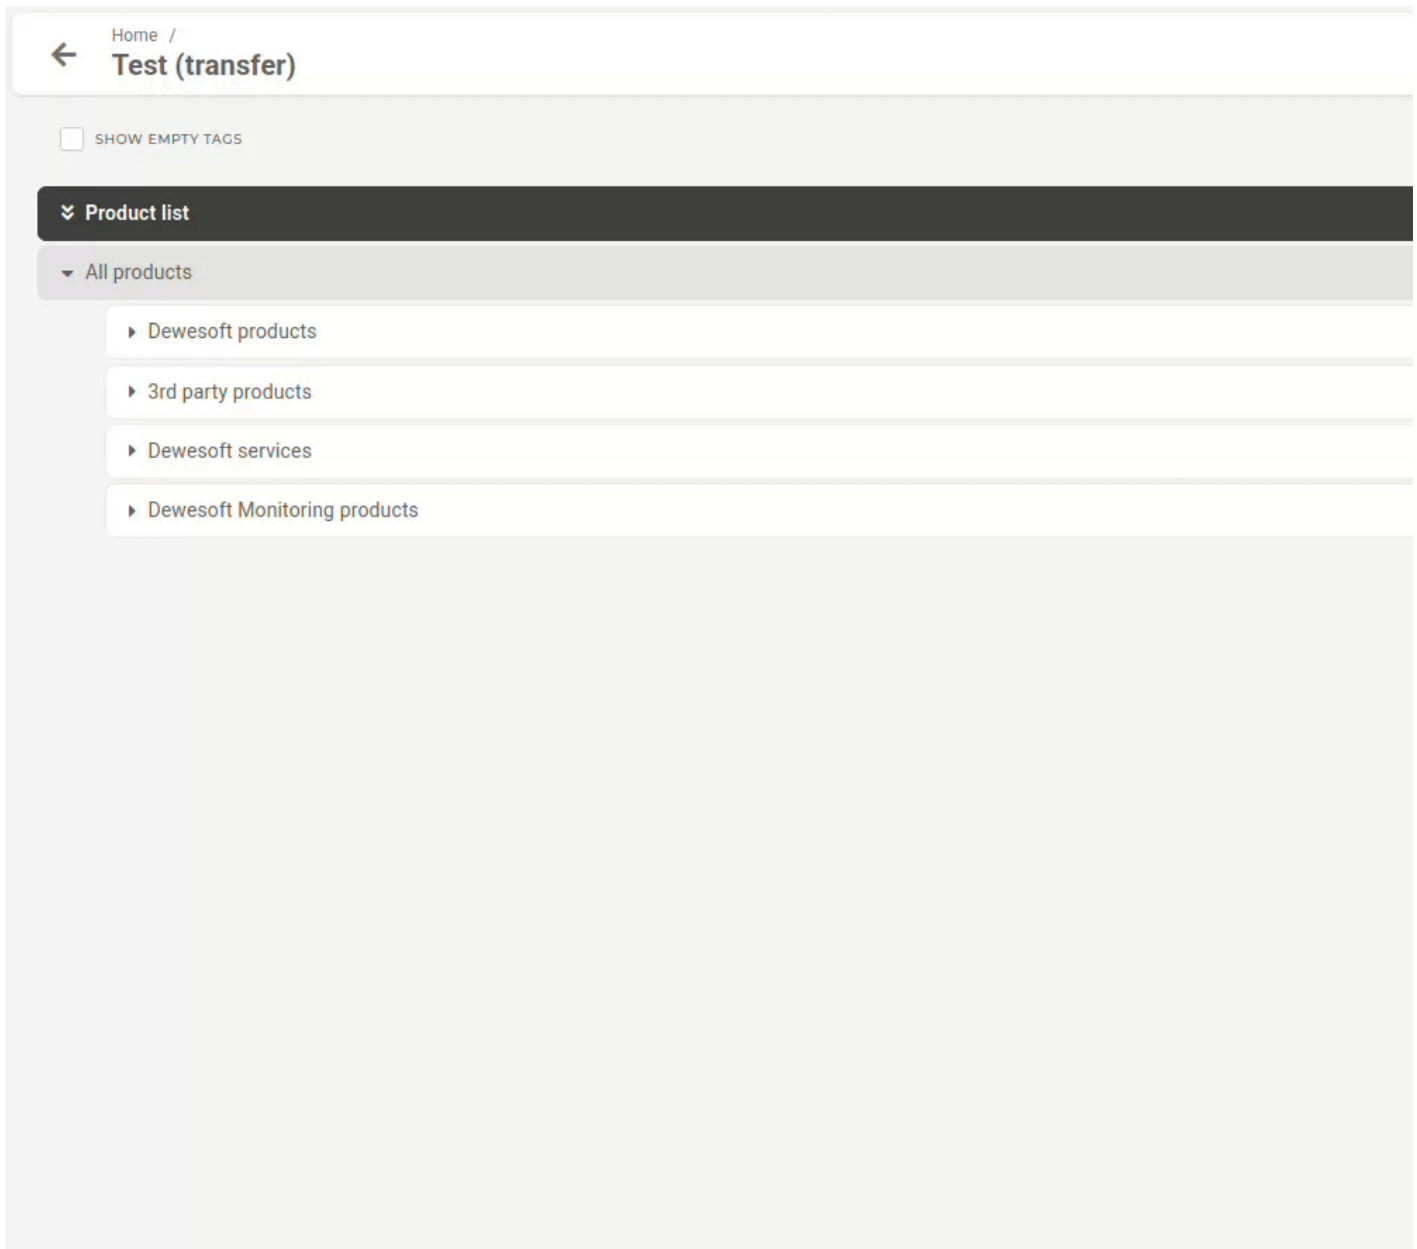 Home /
Test (transfer)
SHOW EMPTY TAGS
Product list
All products
Dewesoft products
3rd party products
Dewesoft services
Dewesoft Monitoring products